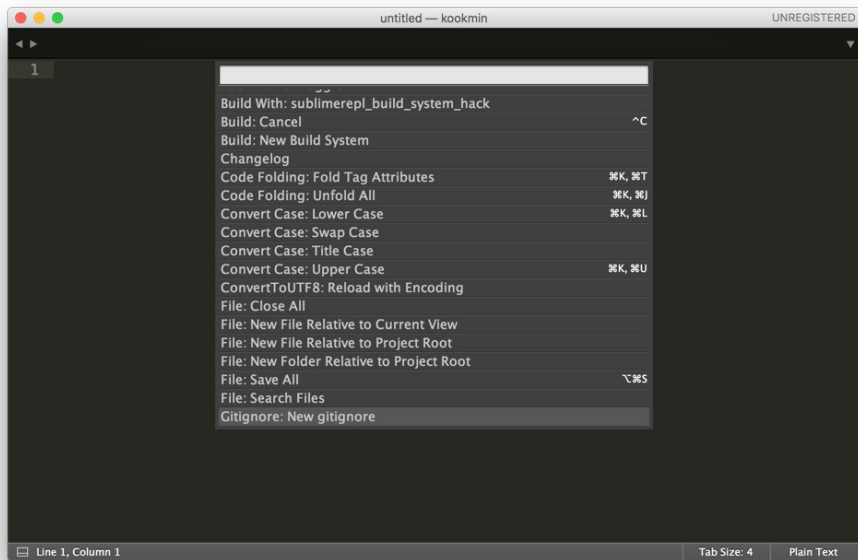 untitled — kookmin
UNREGISTERED
1
Build With: sublimerepl_build_system_hack
Build: Cancel ^C
Build: New Build System
Changelog
Code Folding: Fold Tag Attributes ⌘K, ⌘T
Code Folding: Unfold All ⌘K, ⌘J
Convert Case: Lower Case ⌘K, ⌘L
Convert Case: Swap Case
Convert Case: Title Case
Convert Case: Upper Case ⌘K, ⌘U
ConvertToUTF8: Reload with Encoding
File: Close All
File: New File Relative to Current View
File: New File Relative to Project Root
File: New Folder Relative to Project Root
File: Save All ⌥⌘S
File: Search Files
Gitignore: New gitignore
Line 1, Column 1
Tab Size: 4
Plain Text